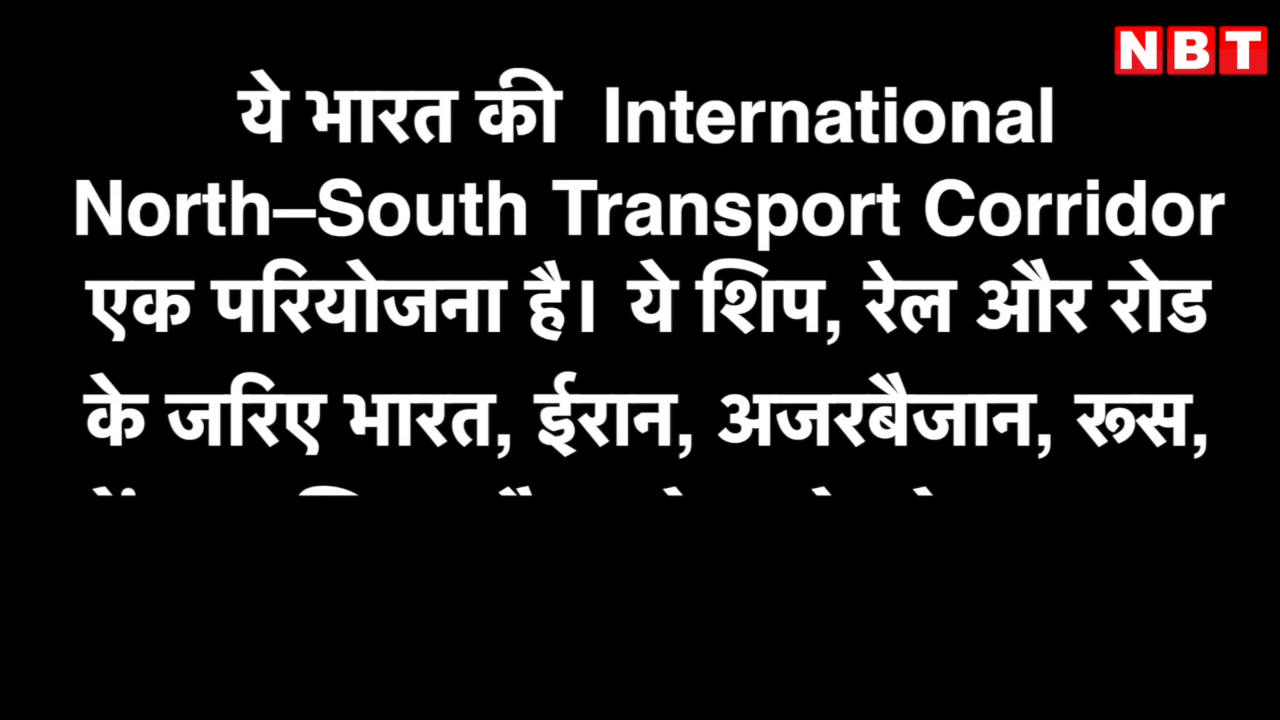 NBT
ये भारत की International
North–South Transport Corridor
एक परियोजना है। ये शिप, रेल और रोड
के जरिए भारत, ईरान, अजरबैजान, रूस,